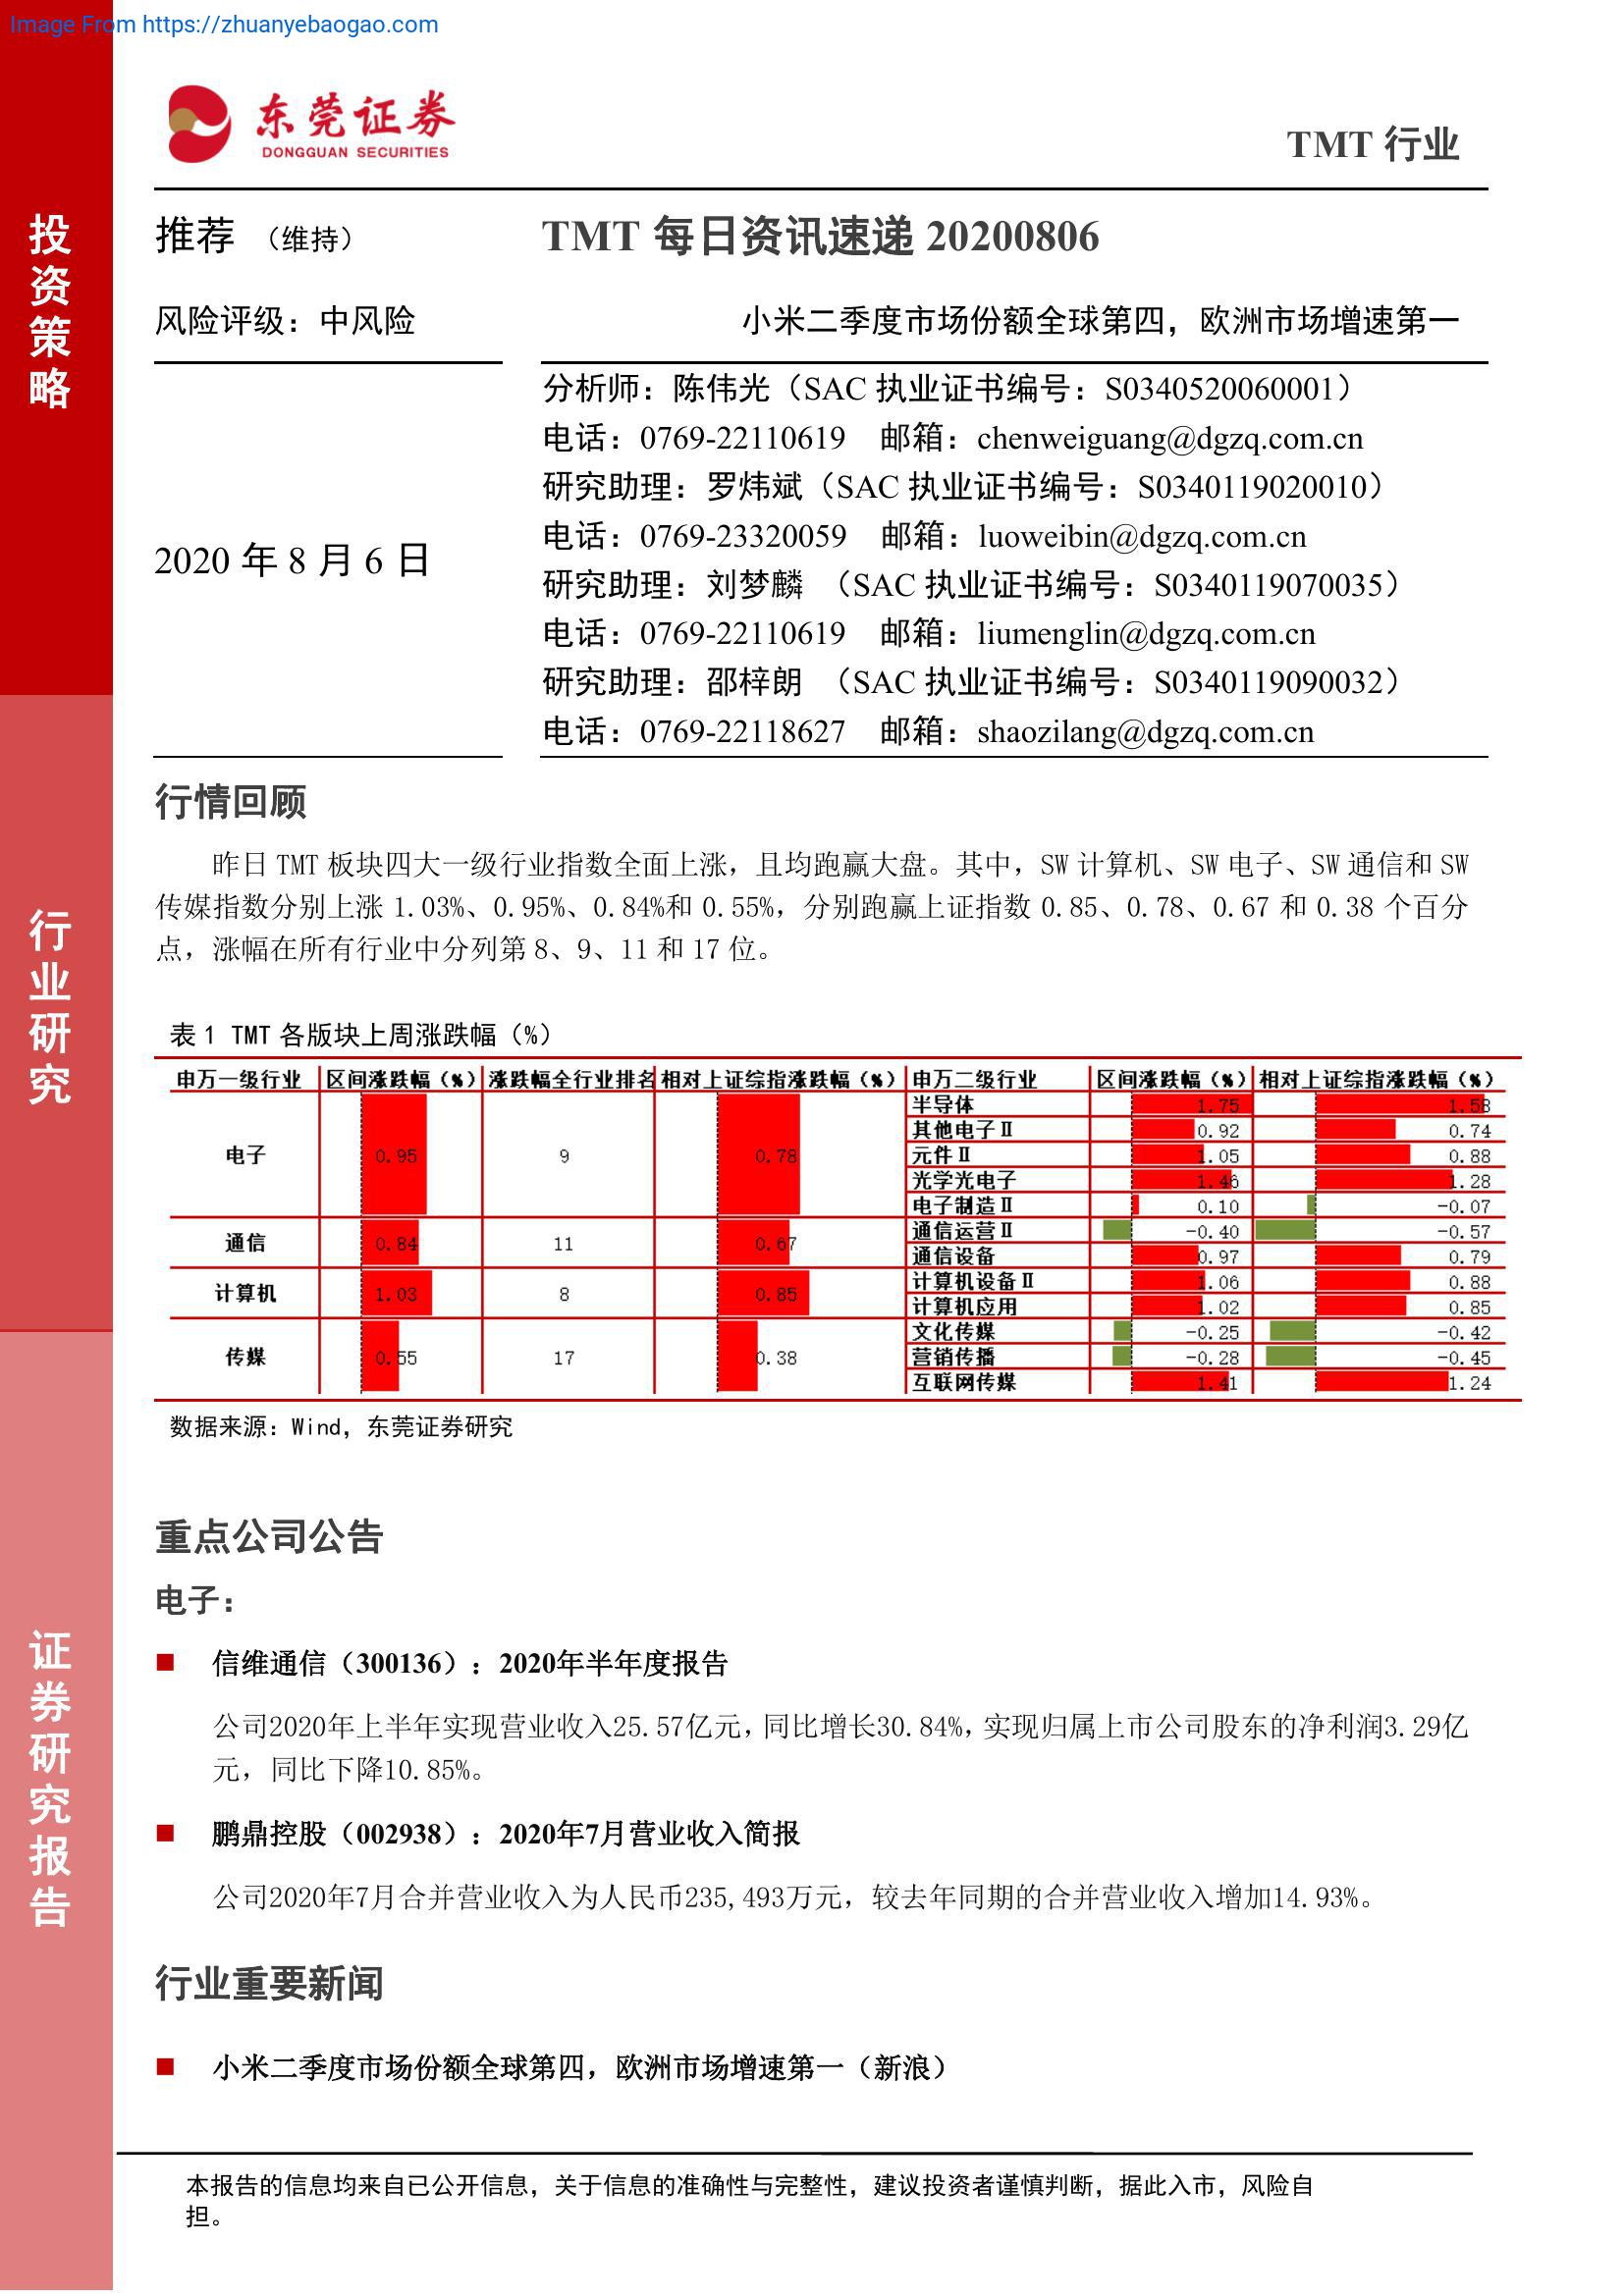 Image From https://zhuanyebaogao.com
东莞证券
DONGGUAN SECURITIES
TMT 行业
投资策略
行业研究
证券研究报告
推荐 （维持）
TMT 每日资讯速递 20200806
风险评级：中风险
小米二季度市场份额全球第四，欧洲市场增速第一
2020 年 8 月 6 日
分析师：陈伟光（SAC 执业证书编号：S0340520060001）
电话：0769-22110619 邮箱：chenweiguang@dgzq.com.cn
研究助理：罗炜斌（SAC 执业证书编号：S0340119020010）
电话：0769-23320059 邮箱：luoweibin@dgzq.com.cn
研究助理：刘梦麟 （SAC 执业证书编号：S0340119070035）
电话：0769-22110619 邮箱：liumenglin@dgzq.com.cn
研究助理：邵梓朗 （SAC 执业证书编号：S0340119090032）
电话：0769-22118627 邮箱：shaozilang@dgzq.com.cn
行情回顾
昨日 TMT 板块四大一级行业指数全面上涨，且均跑赢大盘。其中，SW 计算机、SW 电子、SW 通信和 SW
传媒指数分别上涨 1.03%、0.95%、0.84%和 0.55%，分别跑赢上证指数 0.85、0.78、0.67 和 0.38 个百分
点，涨幅在所有行业中分列第 8、9、11 和 17 位。
表 1 TMT 各版块上周涨跌幅（%）
申万一级行业 区间涨跌幅（%） 涨跌幅全行业排名 相对上证综指涨跌幅（%） 申万二级行业 区间涨跌幅（%） 相对上证综指涨跌幅（%）
电子 0.95 9 0.78
半导体 1.75 1.58
其他电子Ⅱ 0.92 0.74
元件Ⅱ 1.05 0.88
光学光电子 1.46 1.28
电子制造Ⅱ 0.10 -0.07
通信 0.84 11 0.67
通信运营Ⅱ -0.40 -0.57
通信设备 0.97 0.79
计算机 1.03 8 0.85
计算机设备Ⅱ 1.06 0.88
计算机应用 1.02 0.85
传媒 0.55 17 0.38
文化传媒 -0.25 -0.42
营销传播 -0.28 -0.45
互联网传媒 1.41 1.24
数据来源：Wind，东莞证券研究
重点公司公告
电子：
■ 信维通信（300136）：2020年半年度报告
公司2020年上半年实现营业收入25.57亿元，同比增长30.84%，实现归属上市公司股东的净利润3.29亿
元，同比下降10.85%。
■ 鹏鼎控股（002938）：2020年7月营业收入简报
公司2020年7月合并营业收入为人民币235,493万元，较去年同期的合并营业收入增加14.93%。
行业重要新闻
■ 小米二季度市场份额全球第四，欧洲市场增速第一（新浪）
本报告的信息均来自已公开信息，关于信息的准确性与完整性，建议投资者谨慎判断，据此入市，风险自
担。